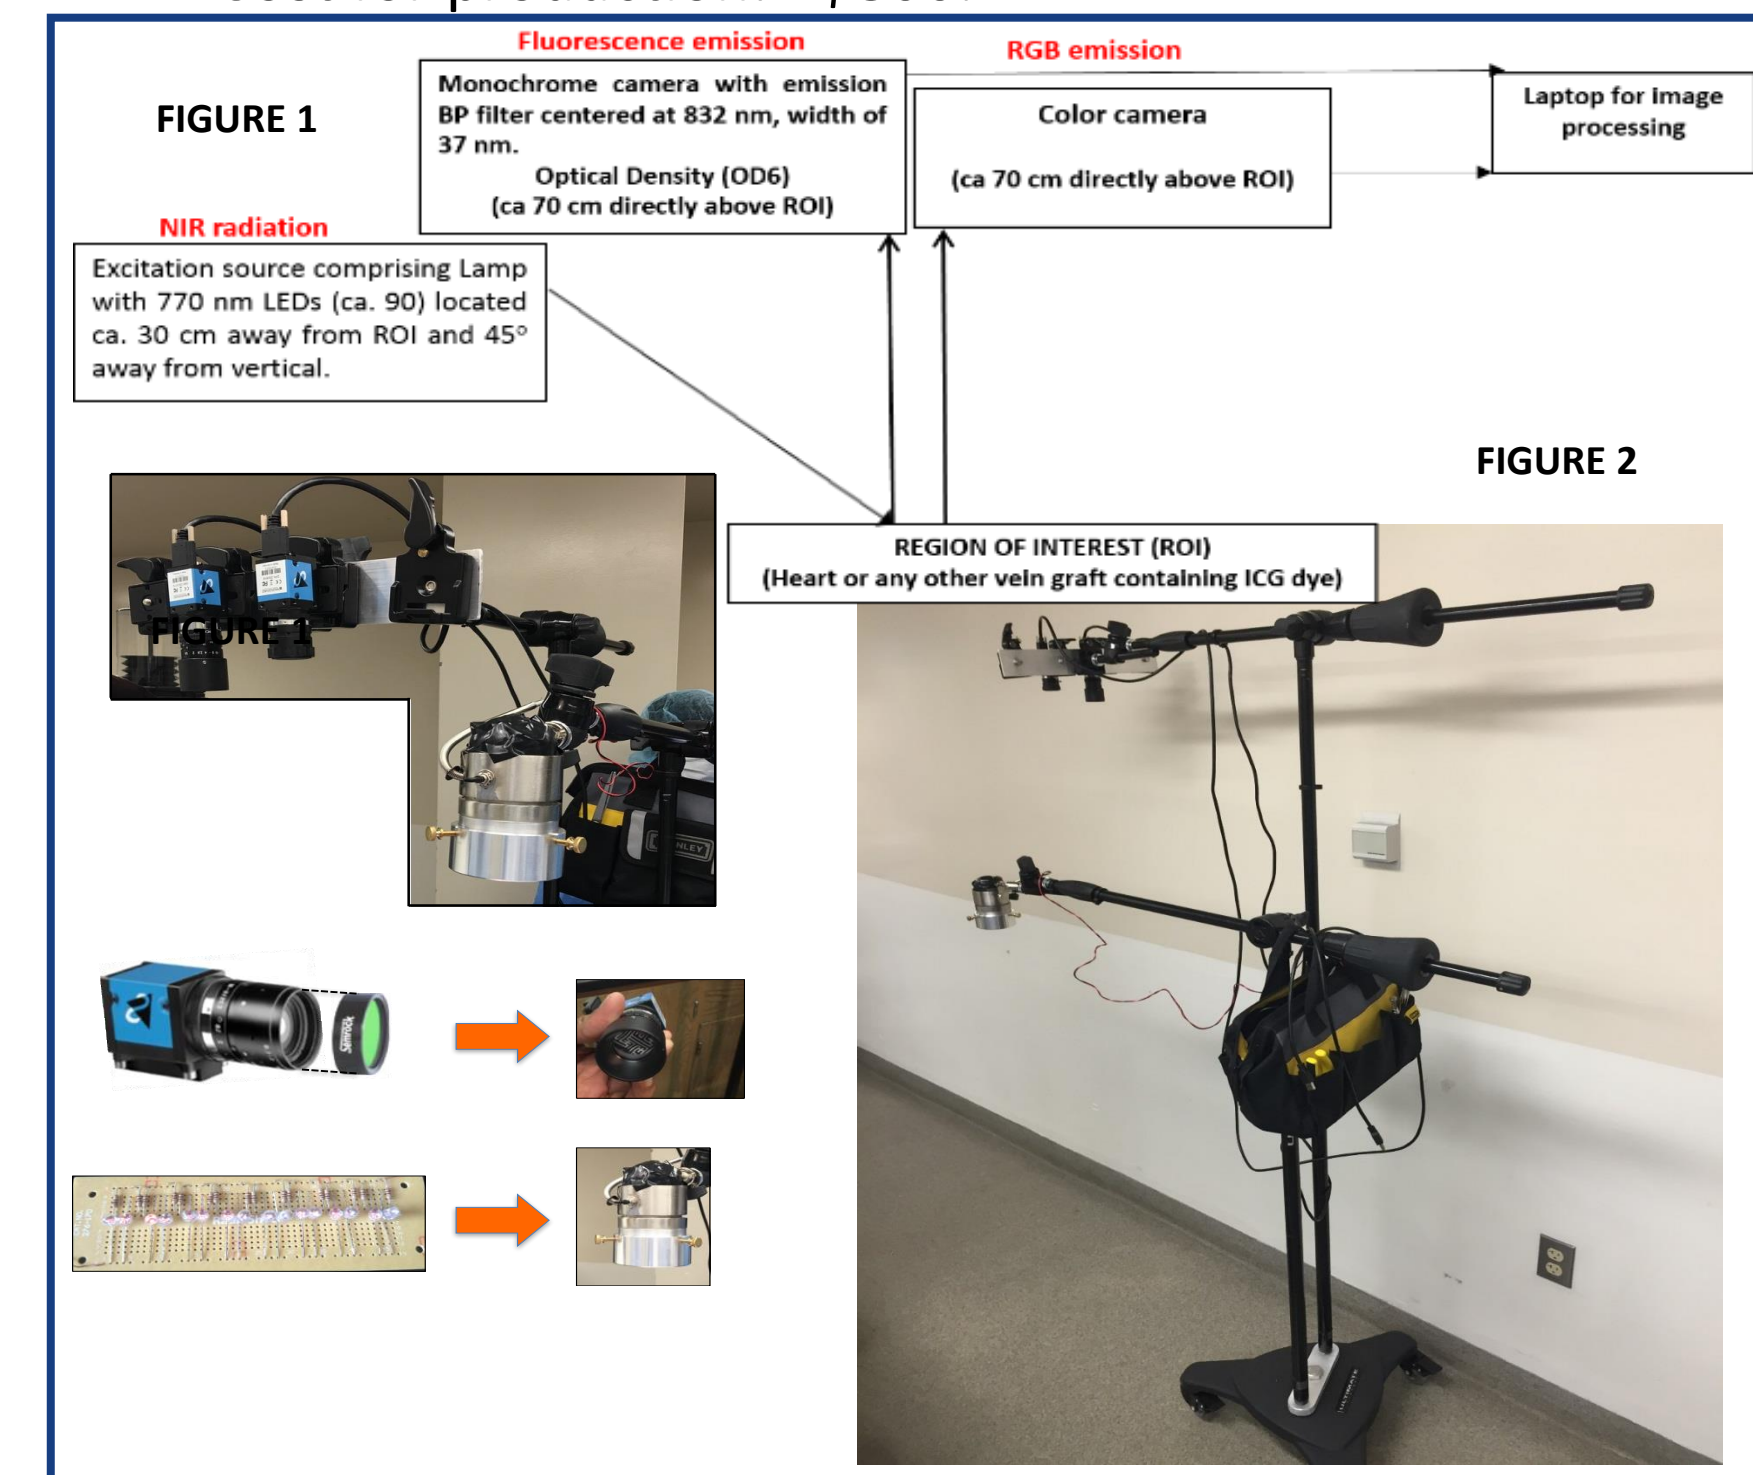 Fluorescence emission
RGB emission
FIGURE 1
Monochrome camera with emission
BP filter centered at 832 nm, width of
37 nm.
Optical Density (OD6)
(ca 70 cm directly above ROI)
Color camera
(ca 70 cm directly above ROI)
Laptop for image
processing
NIR radiation
Excitation source comprising Lamp
with 770 nm LEDs (ca. 90) located
ca. 30 cm away from ROI and 45°
away from vertical.
FIGURE 2
REGION OF INTEREST (ROI)
(Heart or any other vein graft containing ICG dye)
FIGURE 1
NLEY
Semrock
ULTIMATE